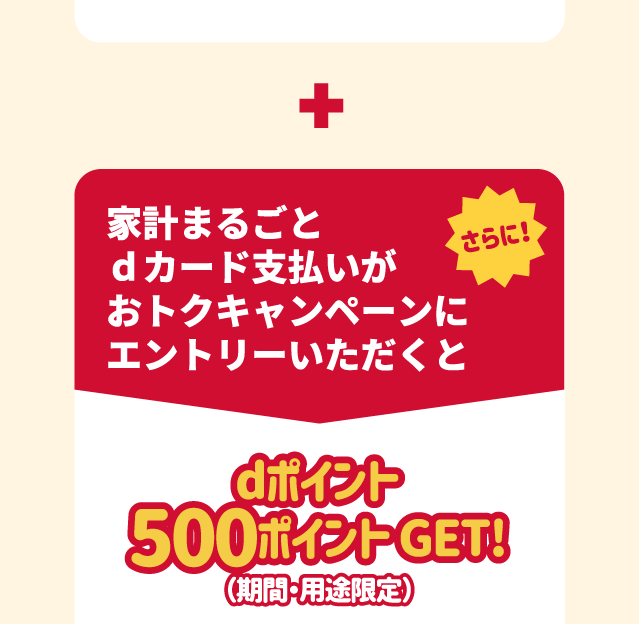 +
さらに!
家計まるごと
dカード支払いが
おトクキャンペーンに
エントリーいただくと
dポイント
500ポイントGET!
(期間・用途限定)